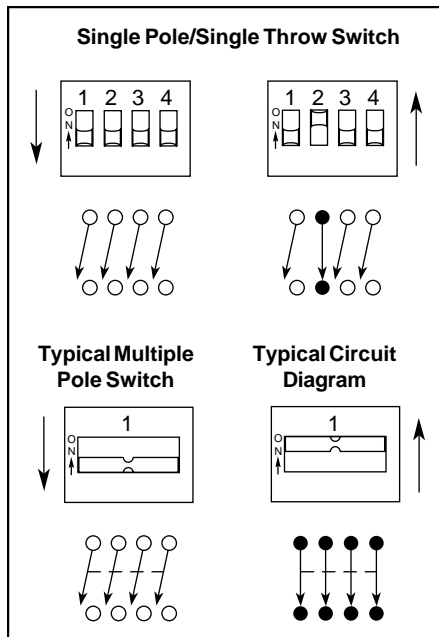 Single Pole/Single Throw Switch
1 2 3 4
ON
1 2 3 4
ON
Typical Multiple
Pole Switch
Typical Circuit
Diagram
1
ON
1
ON